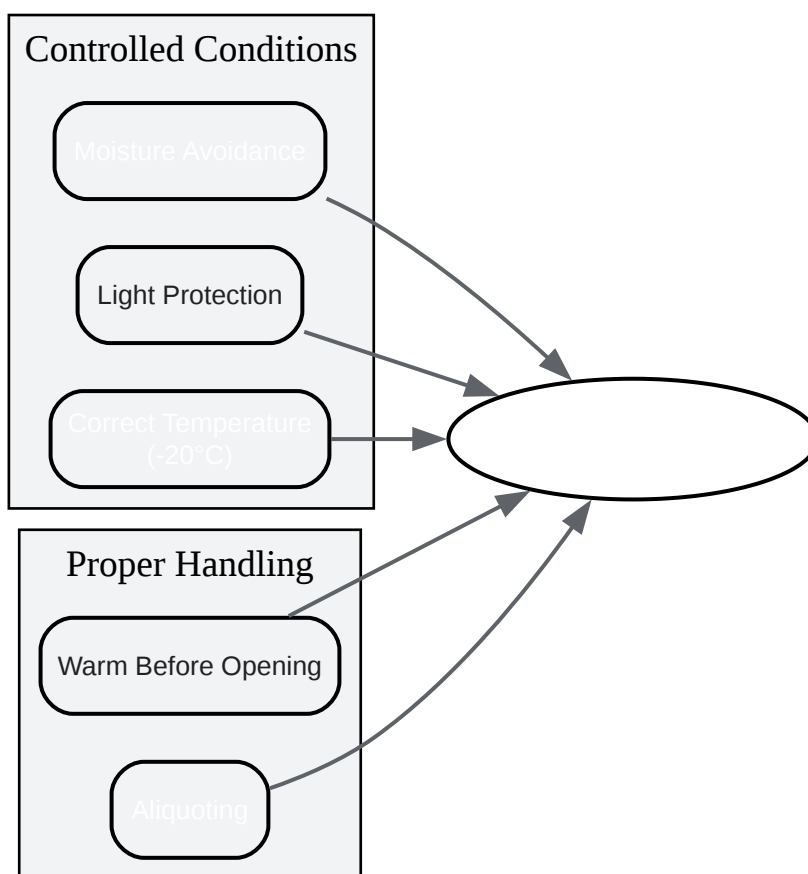 Controlled Conditions
Moisture Avoidance
Light Protection
Correct Temperature
(-20°C)
Proper Handling
Warm Before Opening
Aliquoting